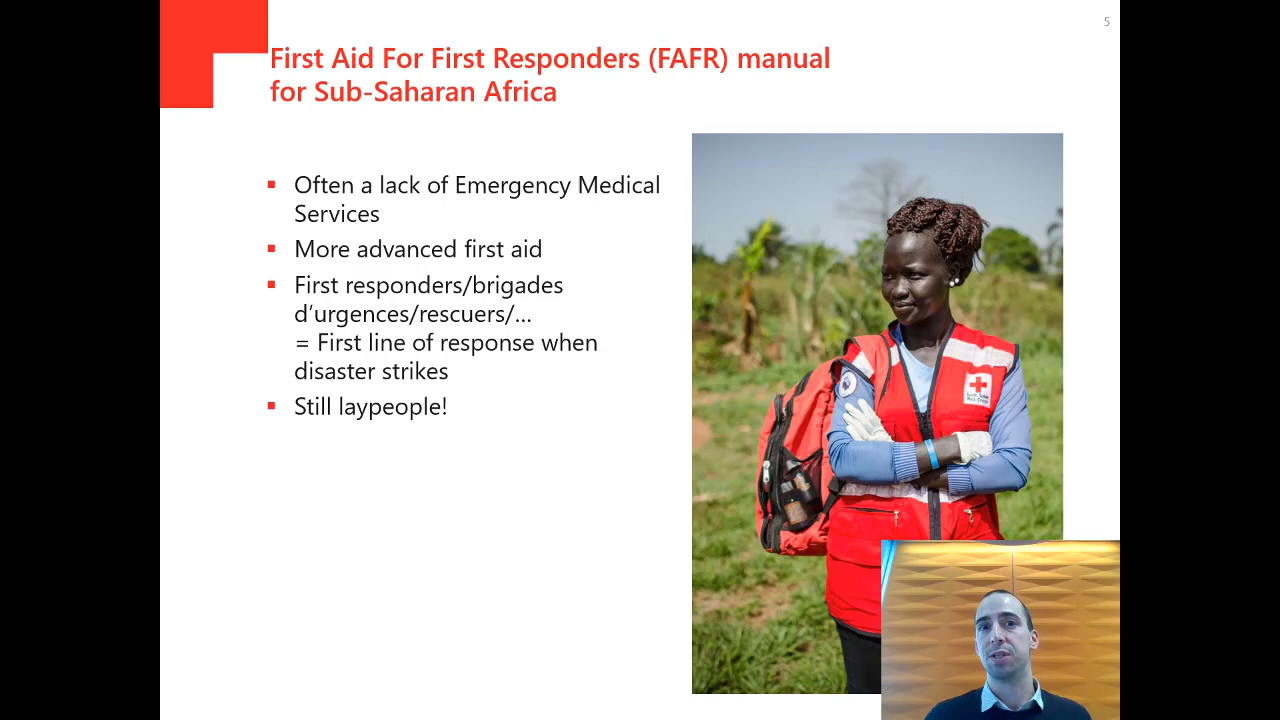 5
First Aid For First Responders (FAFR) manual
for Sub-Saharan Africa
Often a lack of Emergency Medical
Services
More advanced first aid
First responders/brigades
d'urgences/rescuers/...
= First line of response when
disaster strikes
Still laypeople!